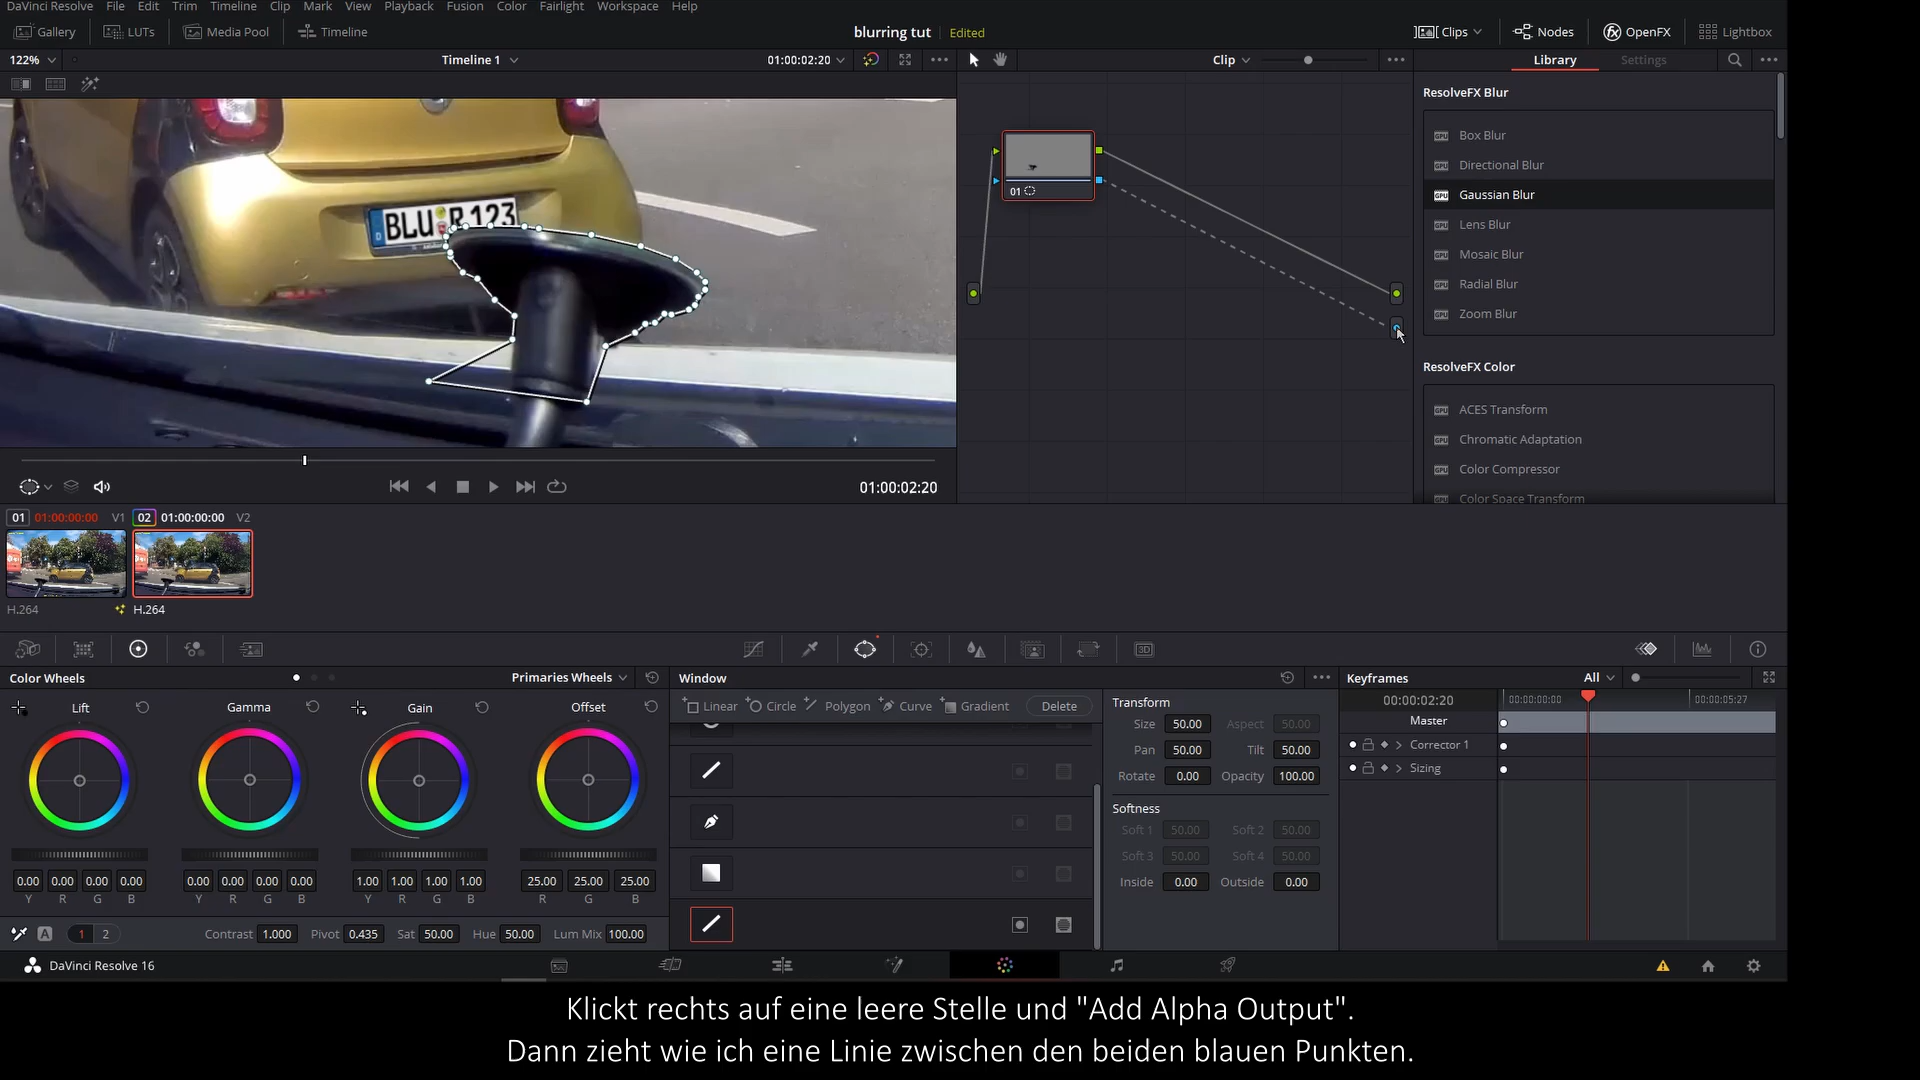 DaVinci Resolve File Edit Trim Timeline Clip Mark View Playback Fusion Color Fairlight Workspace Help
Gallery LUTs Media Pool Timeline blurring tut Edited Clips Nodes OpenFX Lightbox
122% Timeline 1 01:00:02:20 Clip Library Settings
ResolveFX Blur
Box Blur
Directional Blur
Gaussian Blur
Lens Blur
Mosaic Blur
Radial Blur
Zoom Blur
ResolveFX Color
ACES Transform
Chromatic Adaptation
Color Compressor
Color Space Transform
BLU R 123
D
01
01:00:02:20
01 01:00:00:00 V1 02 01:00:00:00 V2
H.264 H.264
3D
Color Wheels Primaries Wheels
Lift Gamma Gain Offset
0.00 0.00 0.00 0.00 0.00 0.00 0.00 0.00 1.00 1.00 1.00 1.00 25.00 25.00 25.00
Y R G B Y R G B Y R G B R G B
A 1 2 Contrast 1.000 Pivot 0.435 Sat 50.00 Hue 50.00 Lum Mix 100.00
Window
Linear Circle Polygon Curve Gradient Delete
Transform
Size 50.00 Aspect 50.00
Pan 50.00 Tilt 50.00
Rotate 0.00 Opacity 100.00
Softness
Soft 1 50.00 Soft 2 50.00
Soft 3 50.00 Soft 4 50.00
Inside 0.00 Outside 0.00
Keyframes All
00:00:02:20 00:00:00:00 00:00:05:27
Master
Corrector 1
Sizing
DaVinci Resolve 16
Klickt rechts auf eine leere Stelle und "Add Alpha Output".
Dann zieht wie ich eine Linie zwischen den beiden blauen Punkten.